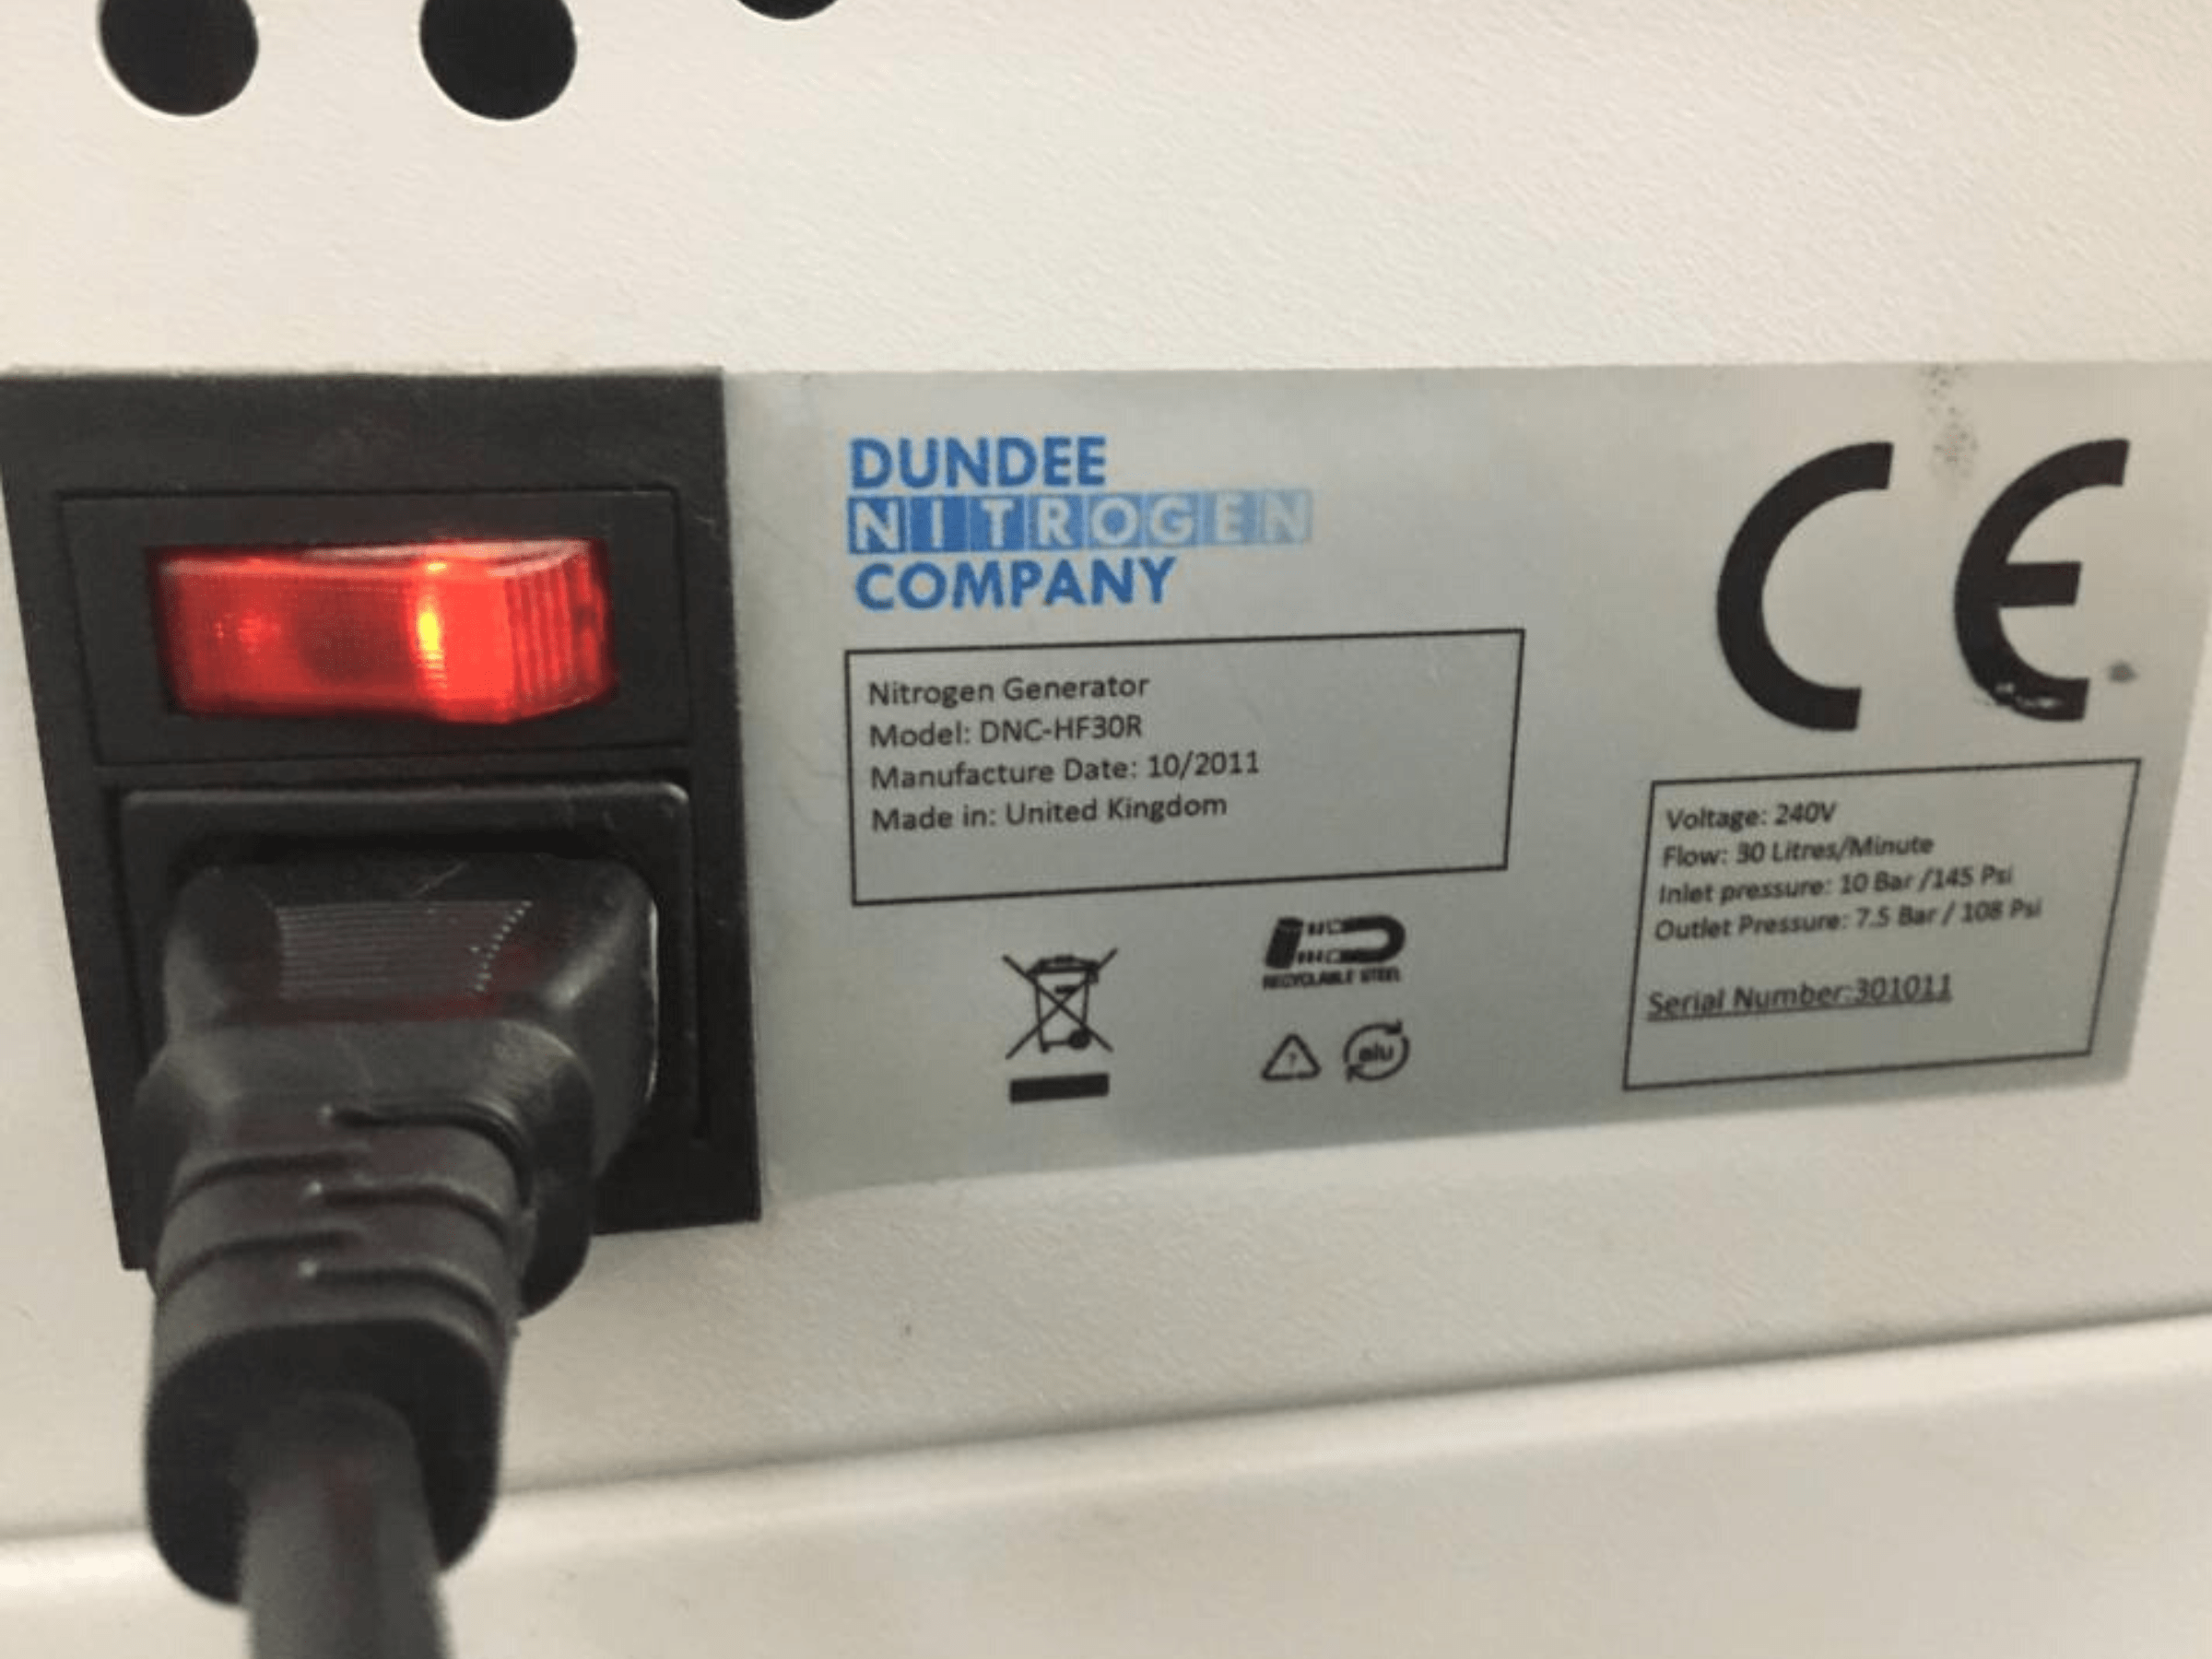 DUNDEE
NITROGEN
COMPANY
CE
Nitrogen Generator
Model: DNC-HF30R
Manufacture Date: 10/2011
Made in: United Kingdom
Voltage: 240V
Flow: 30 Litres/Minute
Inlet pressure: 10 Bar /145 Psi
Outlet Pressure: 7.5 Bar / 108 Psi
Serial Number:301011
RECYCLABLE STEEL
alu